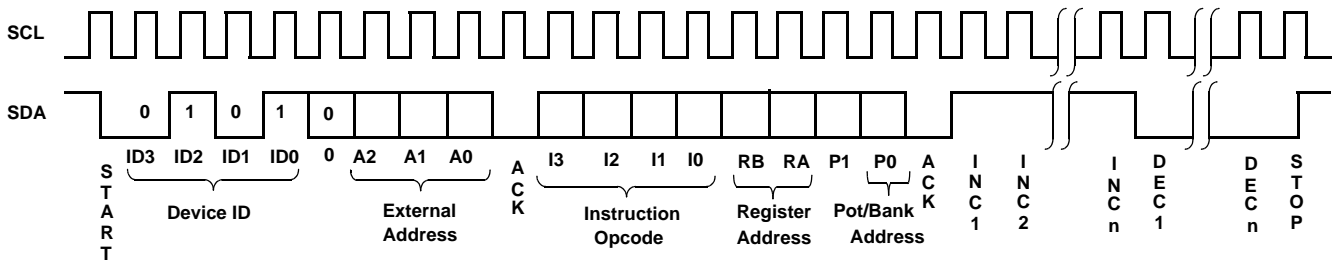 SCL
SDA
0 1 0 1 0
ID3 ID2 ID1 ID0 0 A2 A1 A0 I3 I2 I1 I0 RB RA P1 P0
START
ACK
ACK
INC1
INC2
INCn
DEC1
DECn
STOP
Device ID
External
Address
Instruction
Opcode
Register
Address
Pot/Bank
Address